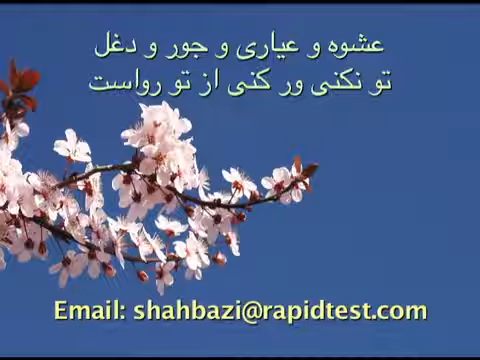 عشوه و عیاری و جور و دغل
تو نکنی ور کنی از تو رواست
Email: shahbazi@rapidtest.com